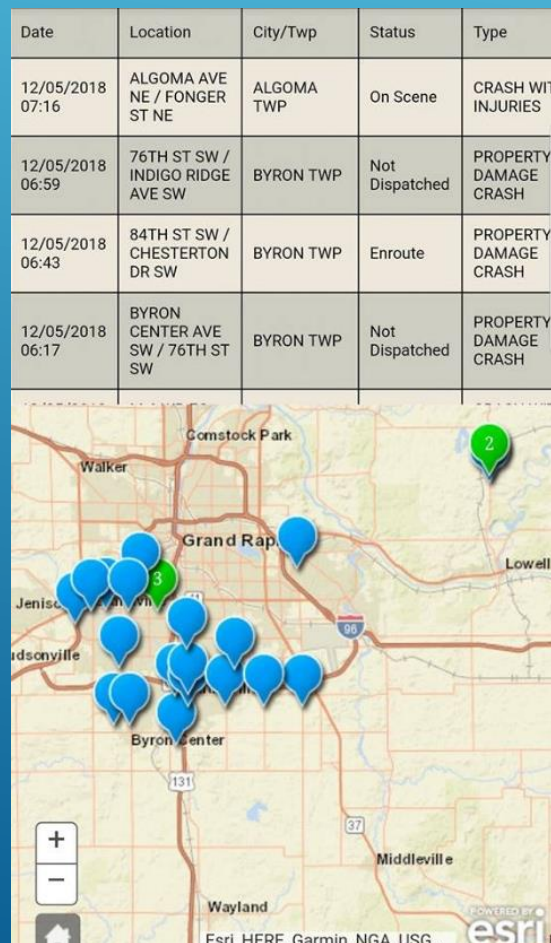 Date Location City/Twp Status Type
12/05/2018
07:16
ALGOMA AVE
NE / FONGER
ST NE
ALGOMA
TWP
On Scene
CRASH WIT
INJURIES
12/05/2018
06:59
76TH ST SW /
INDIGO RIDGE
AVE SW
BYRON TWP
Not
Dispatched
PROPERTY
DAMAGE
CRASH
12/05/2018
06:43
84TH ST SW /
CHESTERTON
DR SW
BYRON TWP
Enroute
PROPERTY
DAMAGE
CRASH
12/05/2018
06:17
BYRON
CENTER AVE
SW / 76TH ST
SW
BYRON TWP
Not
Dispatched
PROPERTY
DAMAGE
CRASH
Comstock Park
2
Walker
Grand Rap
Lowell
3
Jenis
96
udsonville
Byron Center
131
37
+
Middleville
−
Wayland
POWERED BY
esri
Esri, HERE, Garmin, NGA, USG